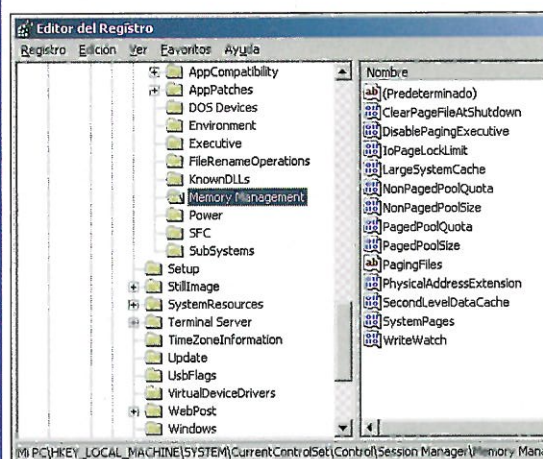 Editor del Registro
Registro Edición Ver Favoritos Ayuda
AppCompatibility
AppPatches
DOS Devices
Environment
Executive
FileRenameOperations
KnownDLLs
Memory Management
Power
SFC
SubSystems
Setup
StillImage
SystemResources
Terminal Server
TimeZoneInformation
Update
UsbFlags
VirtualDeviceDrivers
WebPost
Windows
Nombre
(Predeterminado)
ClearPageFileAtShutdown
DisablePagingExecutive
IoPageLockLimit
LargeSystemCache
NonPagedPoolQuota
NonPagedPoolSize
PagedPoolQuota
PagedPoolSize
PagingFiles
PhysicalAddressExtension
SecondLevelDataCache
SystemPages
WriteWatch
Mi PC\HKEY_LOCAL_MACHINE\SYSTEM\CurrentControlSet\Control\Session Manager\Memory Mana